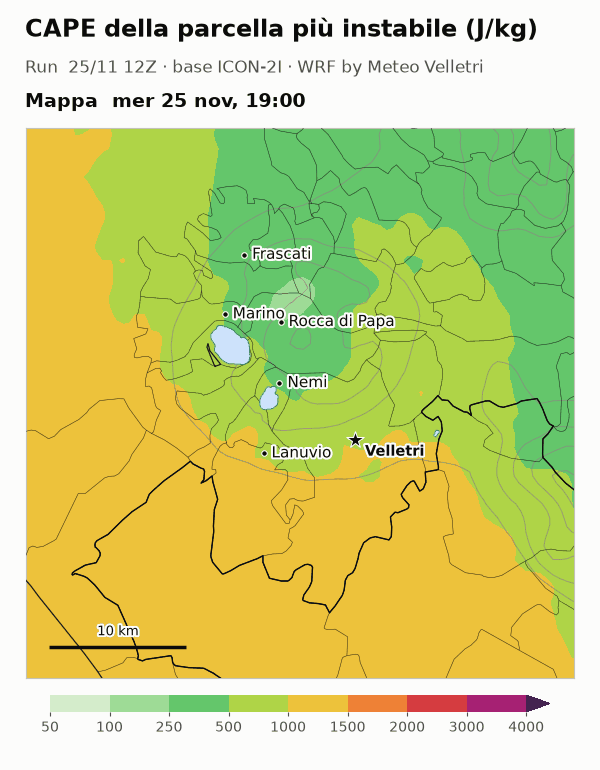 CAPE della parcella più instabile (J/kg)
Run  25/11 12Z · base ICON-2I · WRF by Meteo Velletri
Mappa  mer 25 nov, 19:00
Frascati
Marino
Rocca di Papa
Nemi
Velletri
Lanuvio
10 km
50 100 250 500 1000 1500 2000 3000 4000